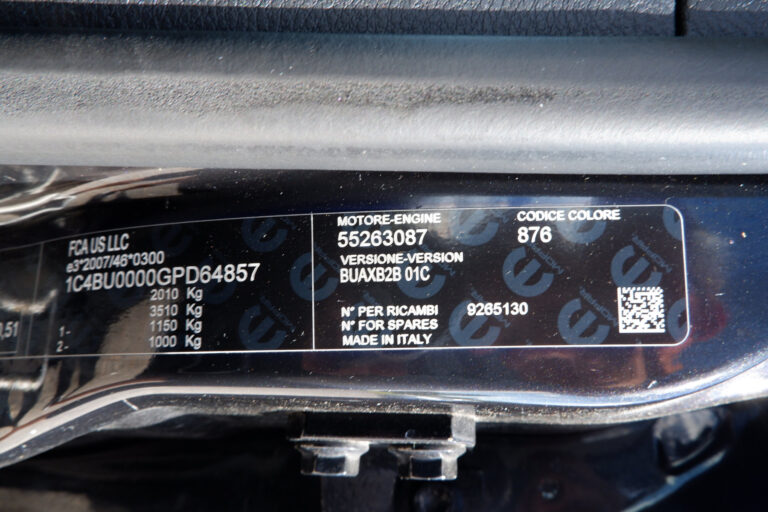 FCA US LLC
e3*2007/46*0300
1C4BU0000GPD64857
2010 Kg
3510 Kg
1- 1150 Kg
2- 1000 Kg
,51
MOTORE-ENGINE
55263087
VERSIONE-VERSION
BUAXB2B 01C
CODICE COLORE
876
N° PER RICAMBI 9265130
N° FOR SPARES
MADE IN ITALY